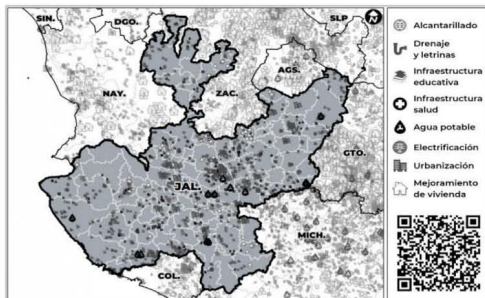 SIN.
DGO.
SLP
NAY.
ZAC.
AGS.
JAL.
GTO.
MICH.
COL.
Alcantarillado
Drenaje
y letrinas
Infraestructura
educativa
Infraestructura
salud
Agua potable
Electrificación
Urbanización
Mejoramiento
de vivienda